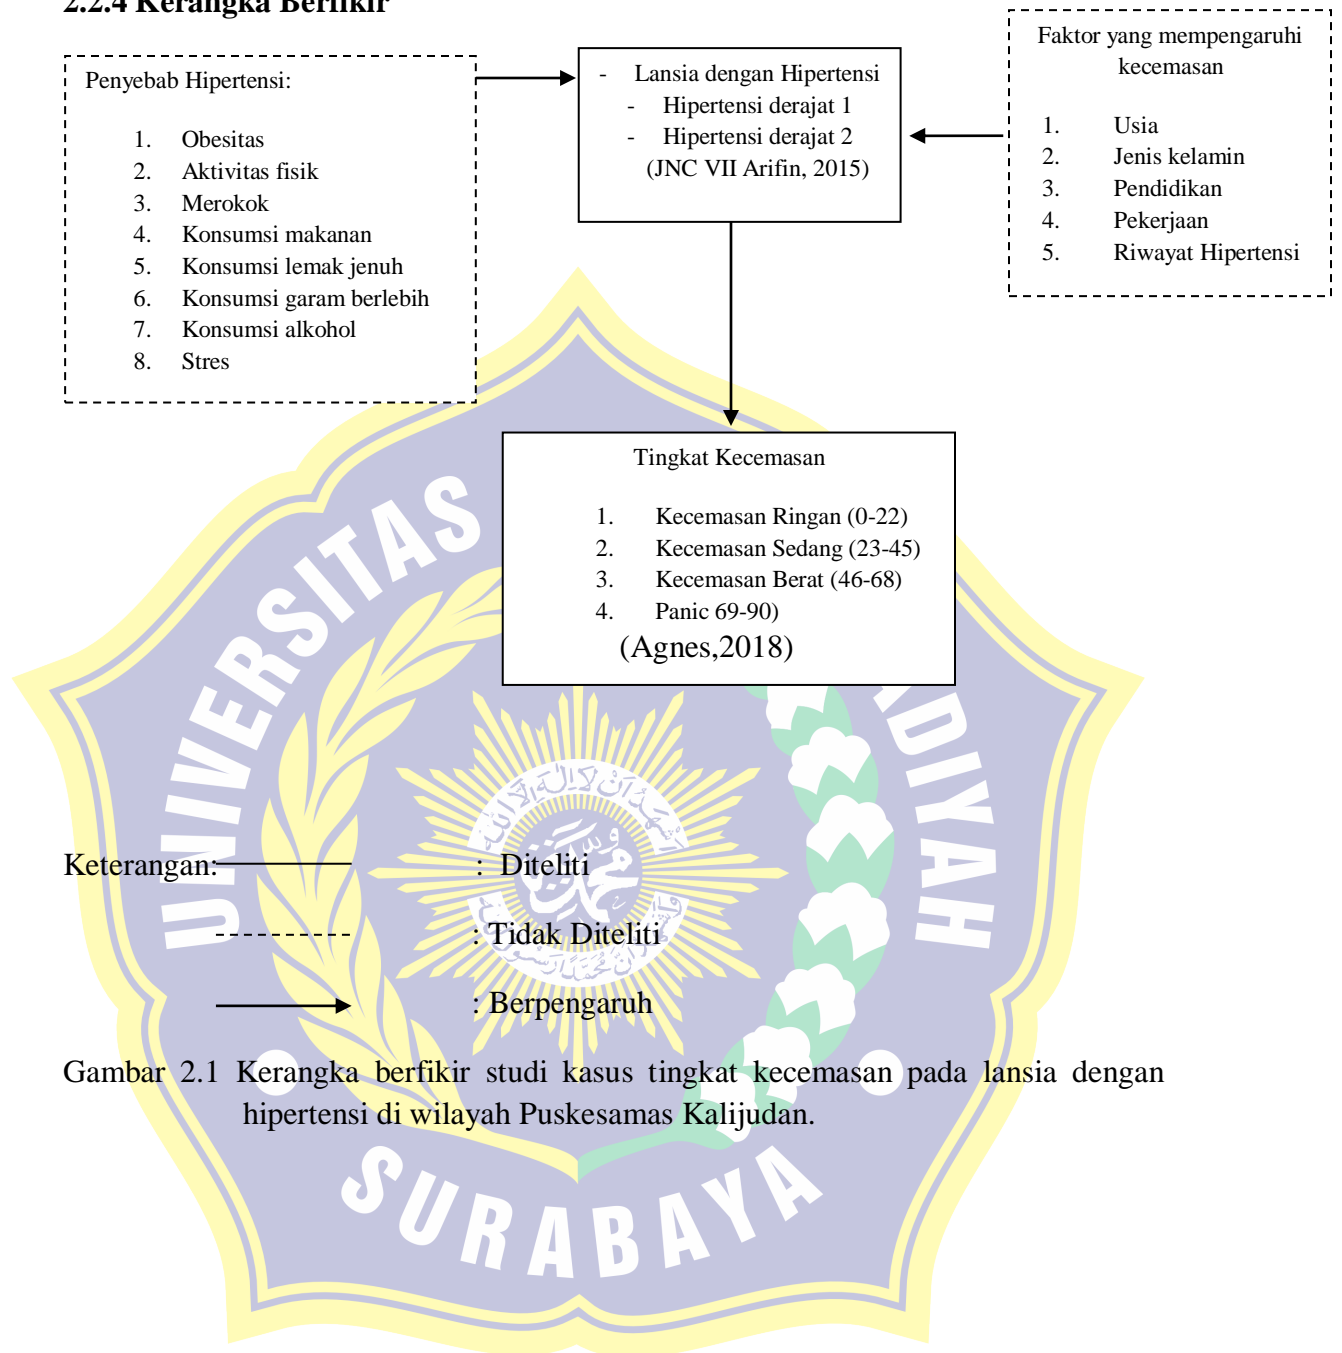 2.2.4 Kerangka Berfikir
Penyebab Hipertensi:
1. Obesitas
2. Aktivitas fisik
3. Merokok
4. Konsumsi makanan
5. Konsumsi lemak jenuh
6. Konsumsi garam berlebih
7. Konsumsi alkohol
8. Stres
- Lansia dengan Hipertensi
- Hipertensi derajat 1
- Hipertensi derajat 2
(JNC VII Arifin, 2015)
Faktor yang mempengaruhi
kecemasan
1. Usia
2. Jenis kelamin
3. Pendidikan
4. Pekerjaan
5. Riwayat Hipertensi
Tingkat Kecemasan
1. Kecemasan Ringan (0-22)
2. Kecemasan Sedang (23-45)
3. Kecemasan Berat (46-68)
4. Panic 69-90)
(Agnes,2018)
Keterangan: : Diteliti
: Tidak Diteliti
: Berpengaruh
Gambar 2.1 Kerangka berfikir studi kasus tingkat kecemasan pada lansia dengan
hipertensi di wilayah Puskesamas Kalijudan.
UNIVERSITAS
ADIYAH
SURABAYA